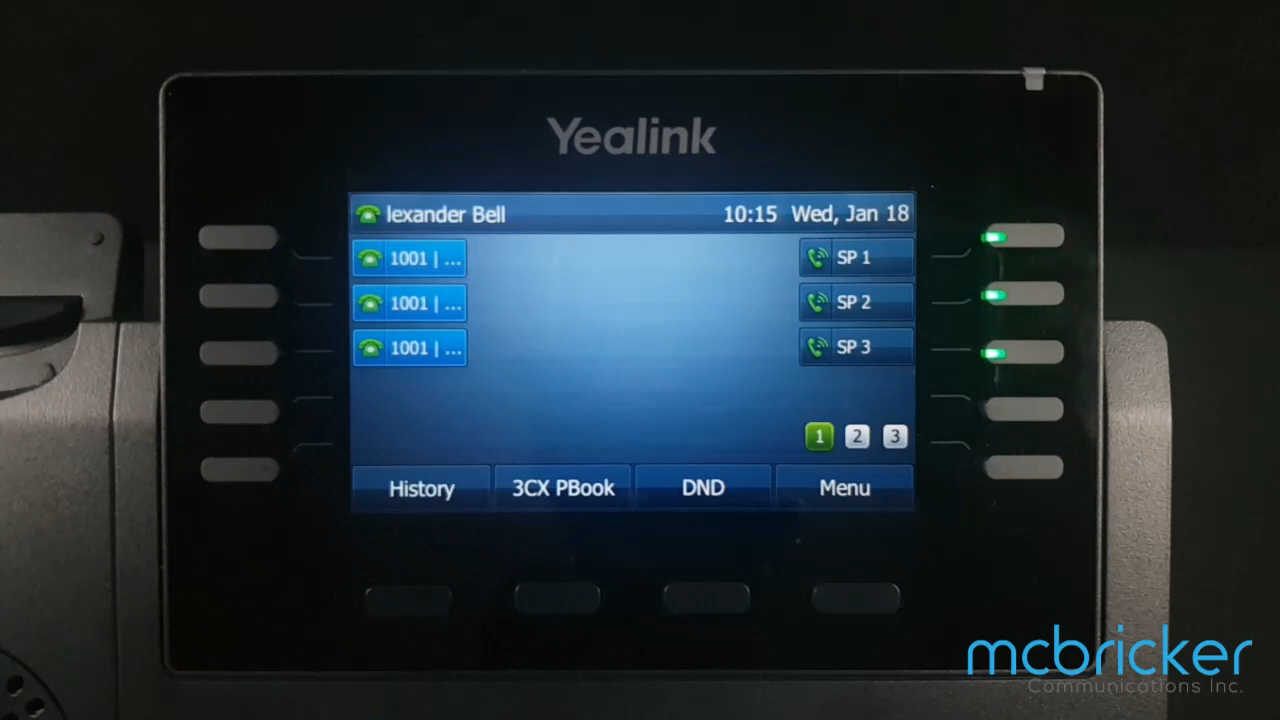 Yealink
lexander Bell 10:15 Wed, Jan 18
1001 | ... SP 1
1001 | ... SP 2
1001 | ... SP 3
1 2 3
History 3CX PBook DND Menu
mcbricker
Communications Inc.